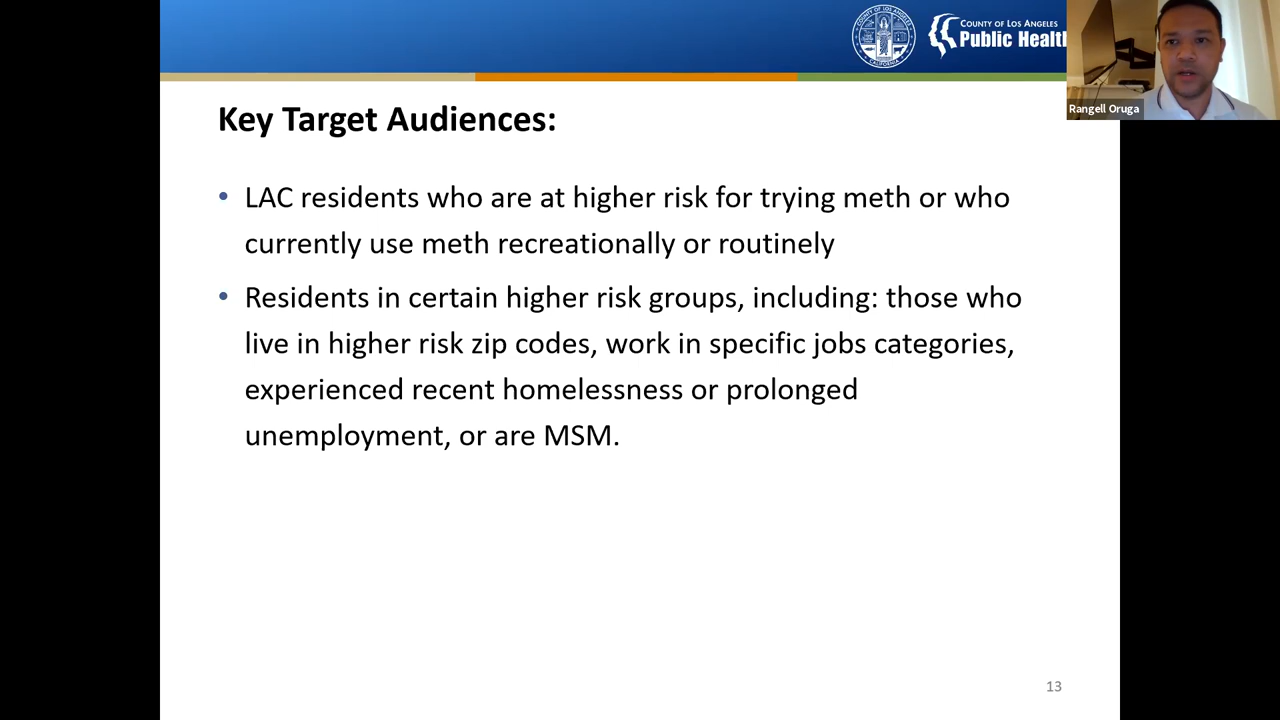 COUNTY OF LOS ANGELES
Public Healt
Rangell Oruga
Key Target Audiences:
• LAC residents who are at higher risk for trying meth or who
currently use meth recreationally or routinely
• Residents in certain higher risk groups, including: those who
live in higher risk zip codes, work in specific jobs categories,
experienced recent homelessness or prolonged
unemployment, or are MSM.
13